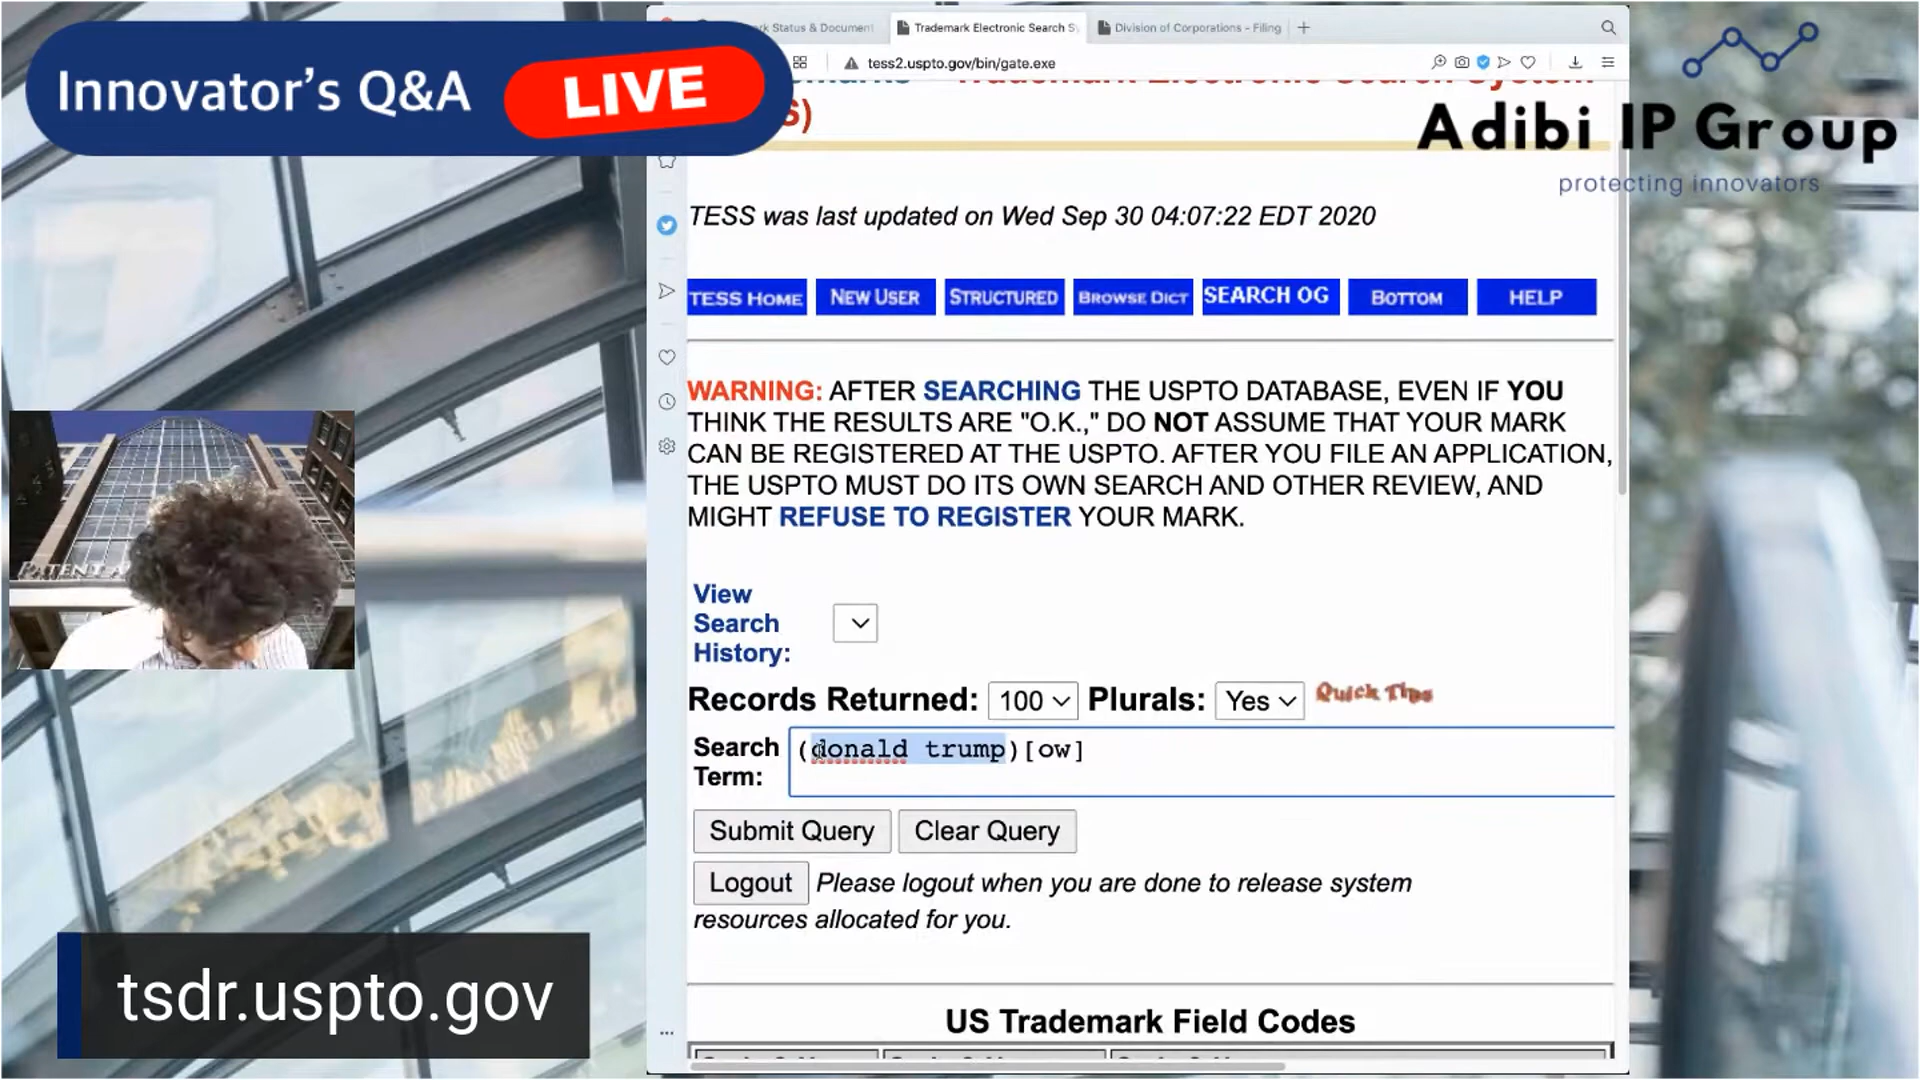 Innovator's Q&A LIVE
rk Status & Document
Trademark Electronic Search Sy
Division of Corporations - Filing
tess2.uspto.gov/bin/gate.exe
Trademark Electronic Search System
S)
Adibi IP Group
protecting innovators
TESS was last updated on Wed Sep 30 04:07:22 EDT 2020
TESS HOME NEW USER STRUCTURED BROWSE DICT SEARCH OG BOTTOM HELP
WARNING: AFTER SEARCHING THE USPTO DATABASE, EVEN IF YOU
THINK THE RESULTS ARE "O.K.," DO NOT ASSUME THAT YOUR MARK
CAN BE REGISTERED AT THE USPTO. AFTER YOU FILE AN APPLICATION,
THE USPTO MUST DO ITS OWN SEARCH AND OTHER REVIEW, AND
MIGHT REFUSE TO REGISTER YOUR MARK.
View
Search
History:
Records Returned: 100 Plurals: Yes Quick Tips
Search
Term:
(donald trump)[ow]
Submit Query Clear Query
Logout Please logout when you are done to release system
resources allocated for you.
US Trademark Field Codes
PATENT A
tsdr.uspto.gov